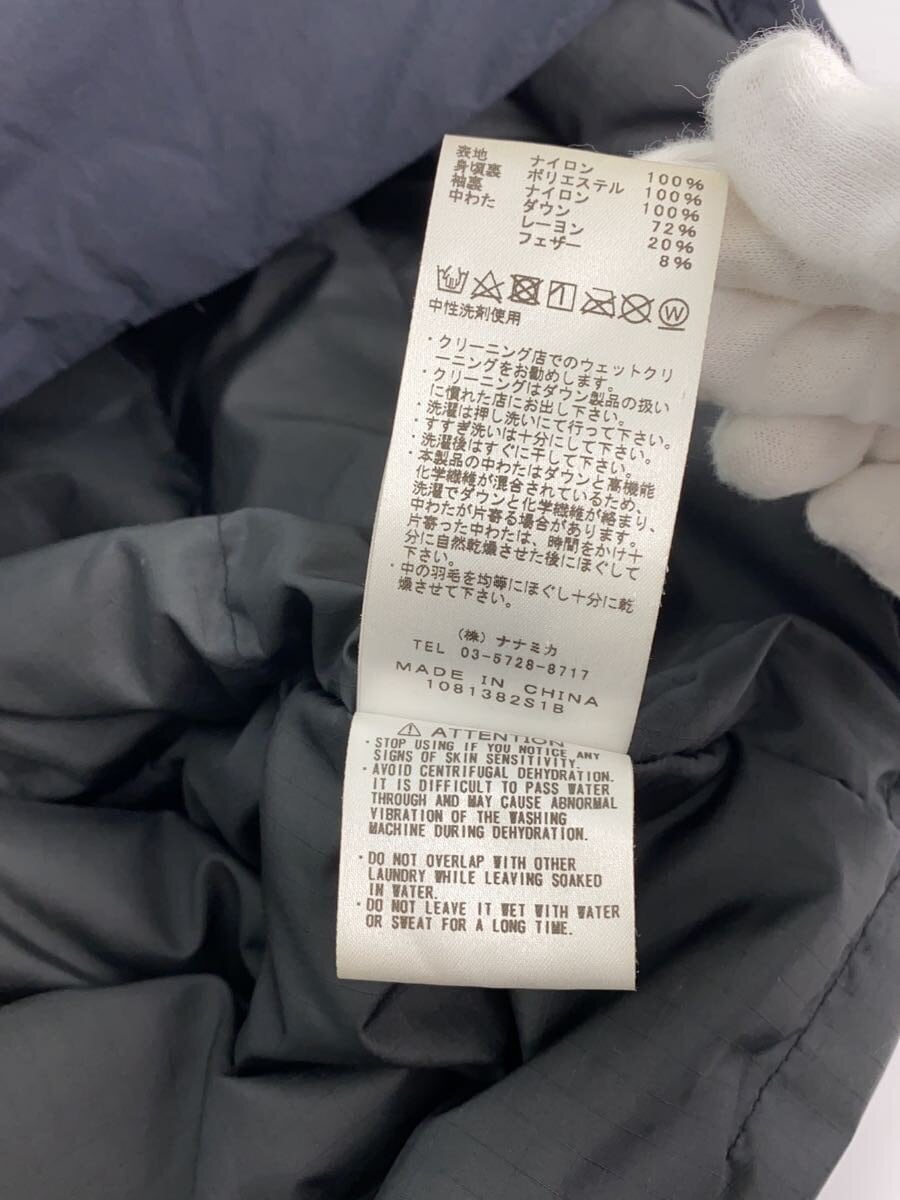 表地 ナイロン 100%
身頃裏 ポリエステル 100%
袖裏 ナイロン 100%
中わた ダウン 72%
レーヨン 20%
フェザー 8%
W
中性洗剤使用
・クリーニング店でのウェットクリ
ーニングをお勧めします。
・クリーニングはダウン製品の扱い
に慣れた店にお出し下さい。
・洗濯は押し洗いにて行って下さい。
・すすぎ洗いは十分にして下さい。
・洗濯後はすぐに干して下さい。
・本製品の中わたはダウンと高機能
化学繊維が混合されているため、
洗濯でダウンと化学繊維が絡まり、
中わたが片寄る場合があります。
片寄った中わたは、時間をかけ十
分に自然乾燥させた後にほぐして
下さい。
・中の羽毛を均等にほぐし十分に乾
燥させて下さい。
(株) ナナミカ
TEL 03-5728-8717
MADE IN CHINA
1081382S1B
⚠ ATTENTION
・STOP USING IF YOU NOTICE ANY
SIGNS OF SKIN SENSITIVITY.
・AVOID CENTRIFUGAL DEHYDRATION.
IT IS DIFFICULT TO PASS WATER
THROUGH AND MAY CAUSE ABNORMAL
VIBRATION OF THE WASHING
MACHINE DURING DEHYDRATION.
・DO NOT OVERLAP WITH OTHER
LAUNDRY WHILE LEAVING SOAKED
IN WATER.
・DO NOT LEAVE IT WET WITH WATER
OR SWEAT FOR A LONG TIME.